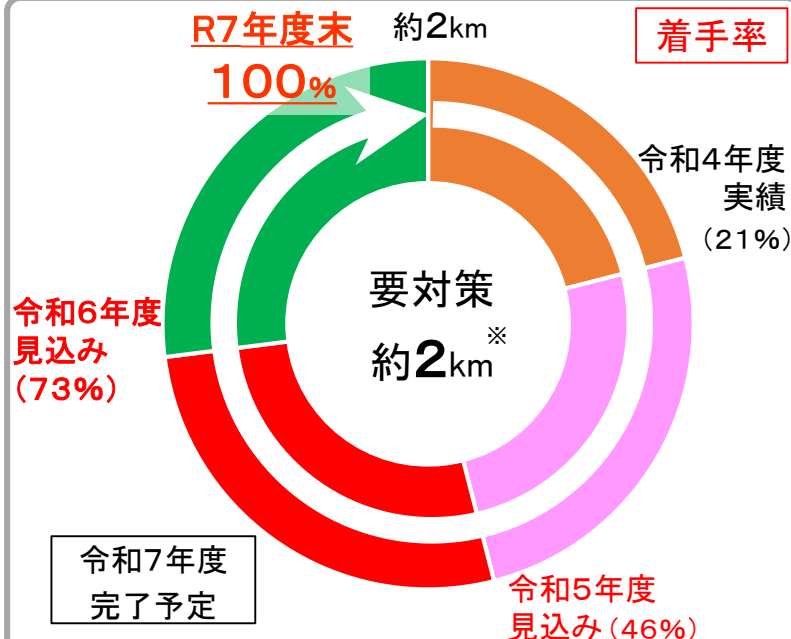 R7年度末
100%
約2km
着手率
令和4年度
実績
(21%)
要対策
約2km※
令和6年度
見込み
(73%)
令和7年度
完了予定
令和5年度
見込み(46%)